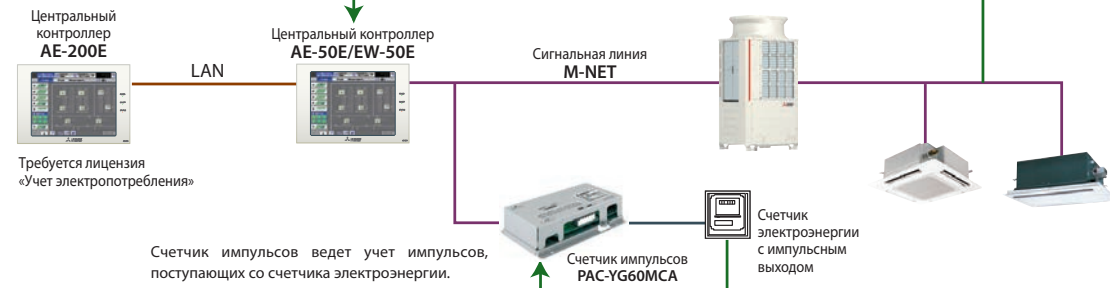 Центральный
контроллер
AE-200E
LAN
Требуется лицензия
«Учет электропотребления»
Центральный контроллер
AE-50E/EW-50E
Сигнальная линия
M-NET
Счетчик импульсов ведет учет импульсов,
поступающих со счетчика электроэнергии.
Счетчик импульсов
PAC-YG60MCA
Счетчик
электроэнергии
с импульсным
выходом